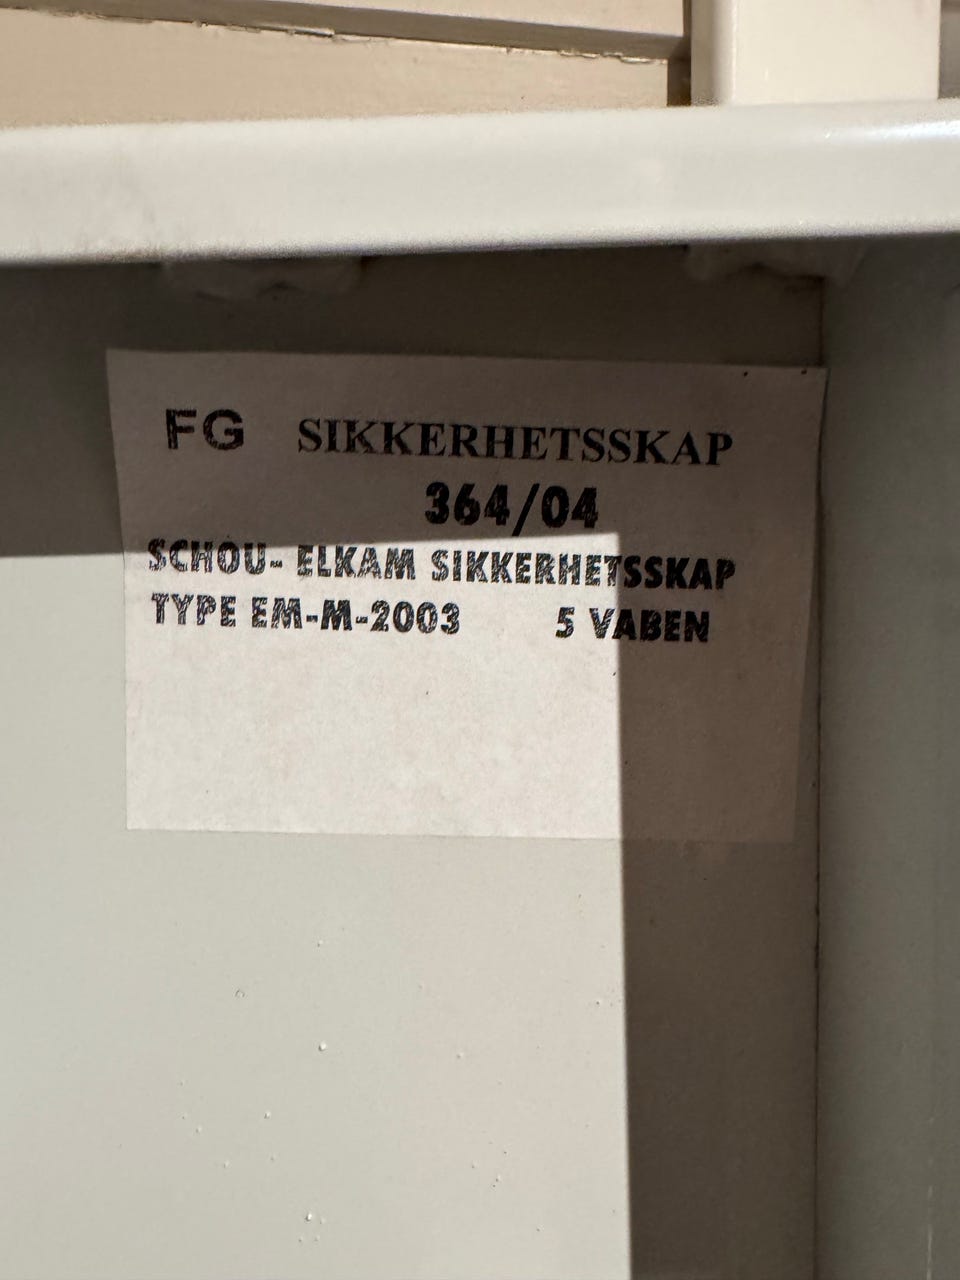 FG SIKKERHETSSKAP
364/04
SCHOU- ELKAM SIKKERHETSSKAP
TYPE EM-M-2003 5 VABEN